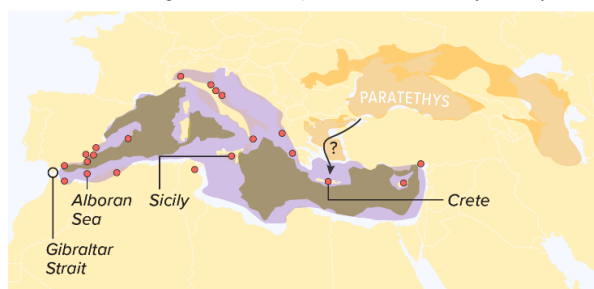 PARATETHYS
?
Alboran
Sea
Sicily
Crete
Gibraltar
Strait